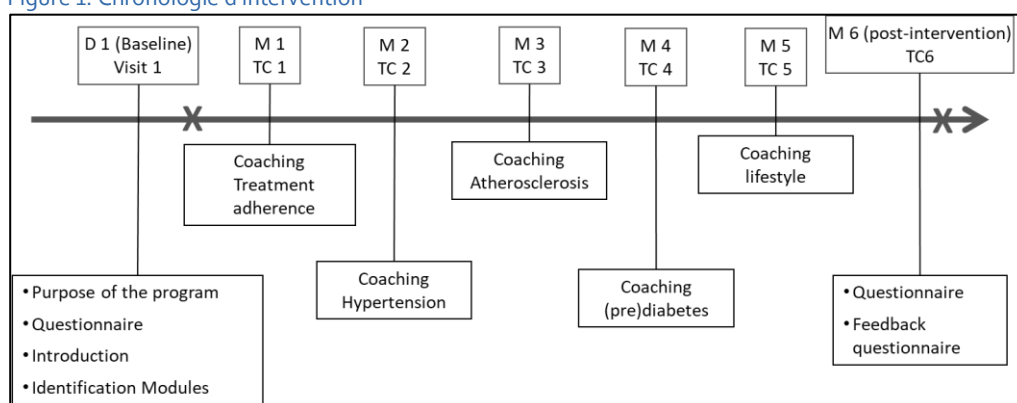 Figure 1. Chronologie d'intervention
D 1 (Baseline)
Visit 1
M 1
TC 1
M 2
TC 2
M 3
TC 3
M 4
TC 4
M 5
TC 5
M 6 (post-intervention)
TC6
Coaching
Treatment
adherence
Coaching
Atherosclerosis
Coaching
lifestyle
• Purpose of the program
• Questionnaire
• Introduction
• Identification Modules
Coaching
Hypertension
Coaching
(pre)diabetes
• Questionnaire
• Feedback
questionnaire